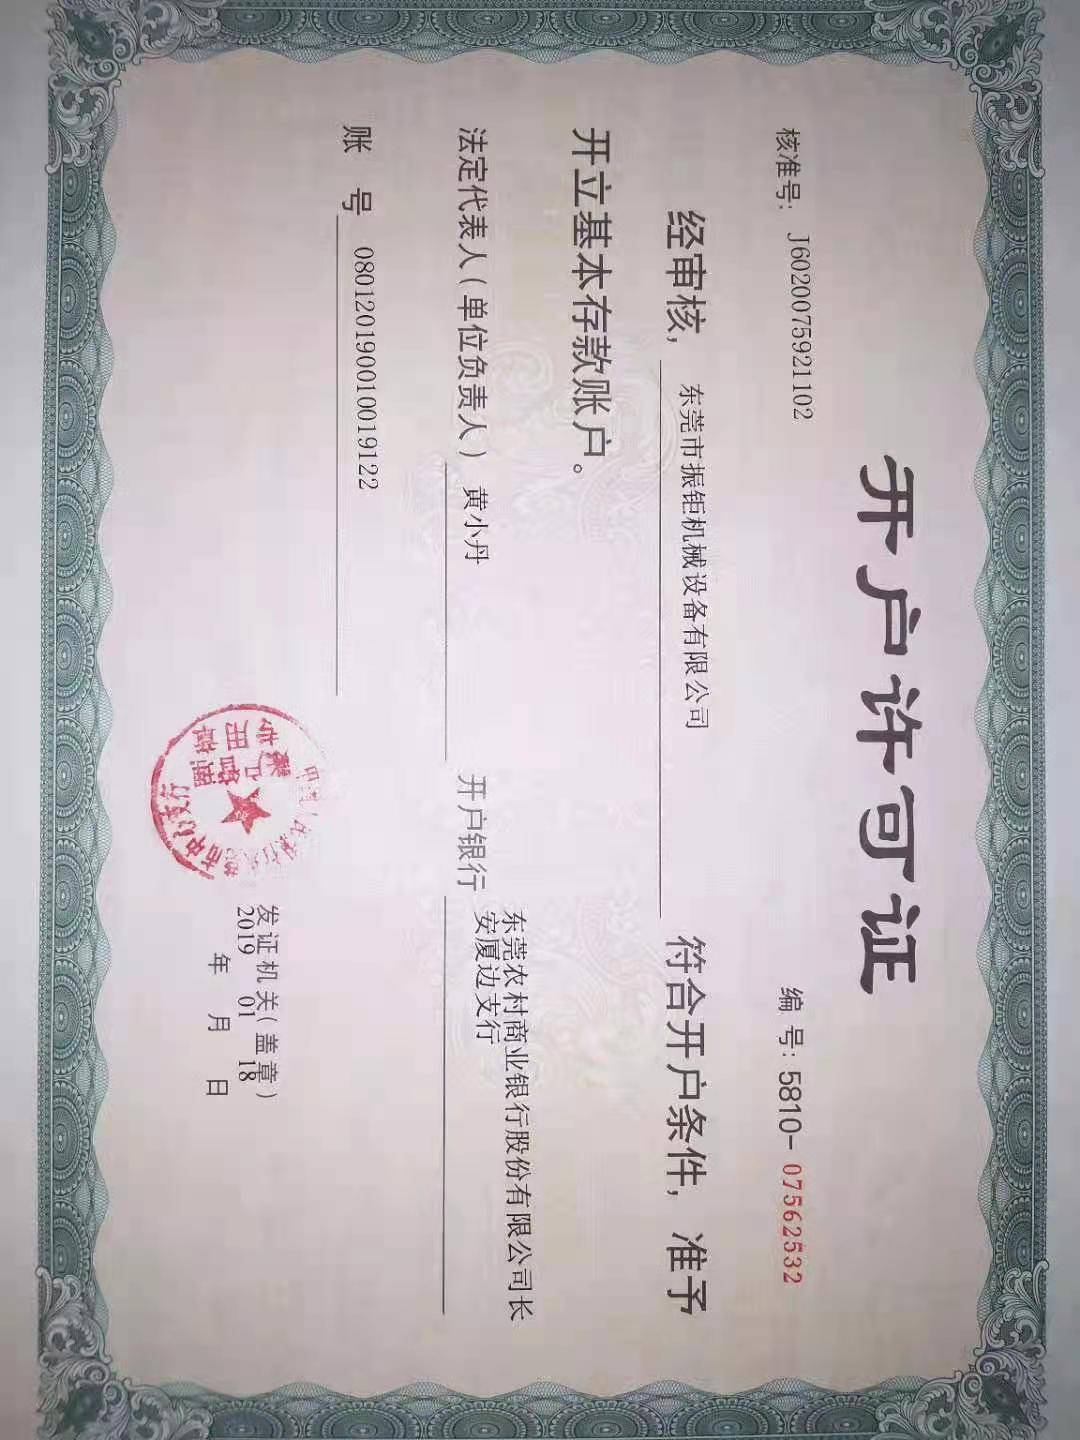 开户许可证
核准号: J6020075921102
编号: 5810-07562532
经审核, 东莞市振钜机械设备有限公司 符合开户条件, 准予
开立基本存款账户。
法定代表人(单位负责人) 黄小丹 开户银行 东莞农村商业银行股份有限公司长
安厦边支行
账 号 080120190010019122
发证机关(盖章)
2019 01 18
年 月 日